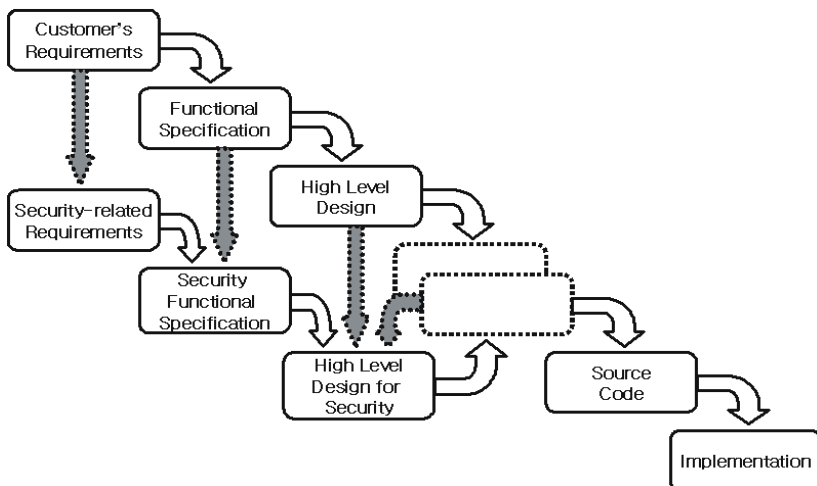 Customer's
Requirements
Functional
Specification
High Level
Design
Security-related
Requirements
Security
Functional
Specification
High Level
Design for
Security
Source
Code
Implementation